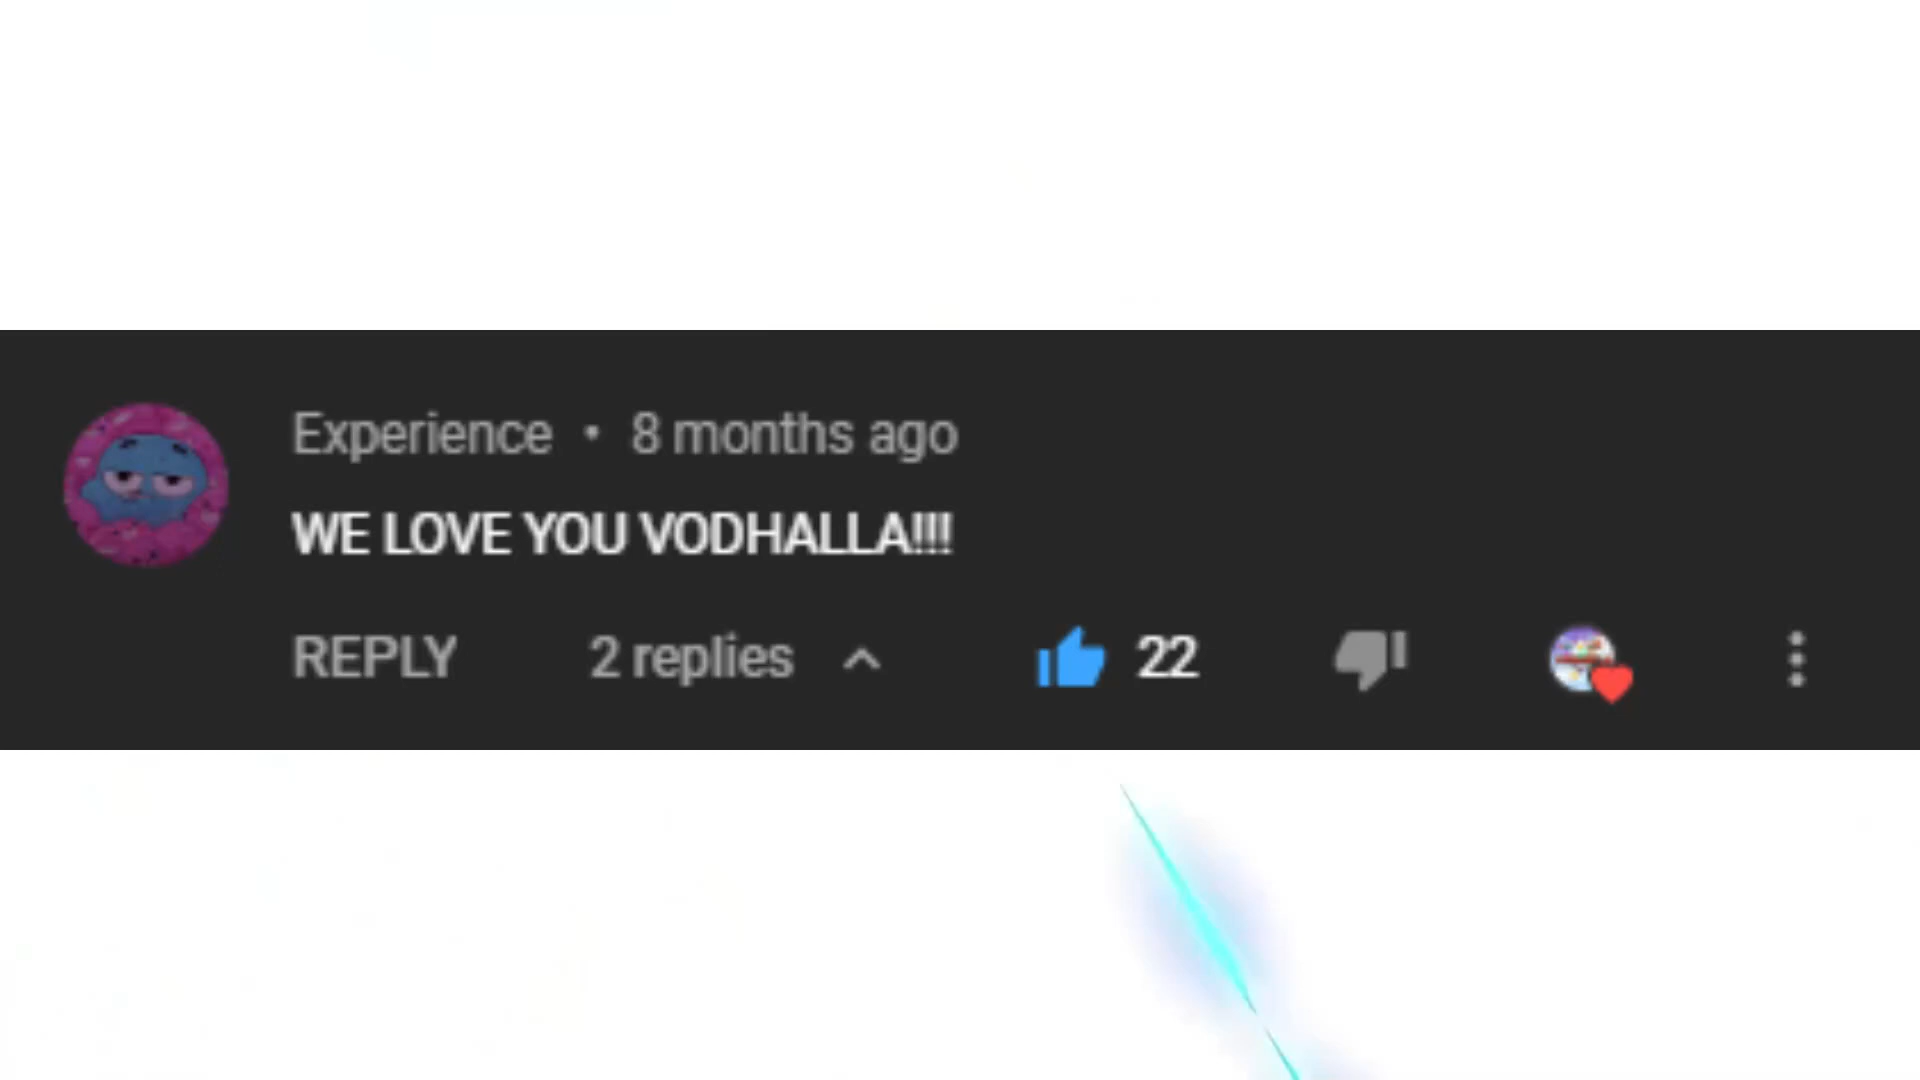 Experience • 8 months ago
WE LOVE YOU VODHALLA!!!
REPLY 2 replies 22